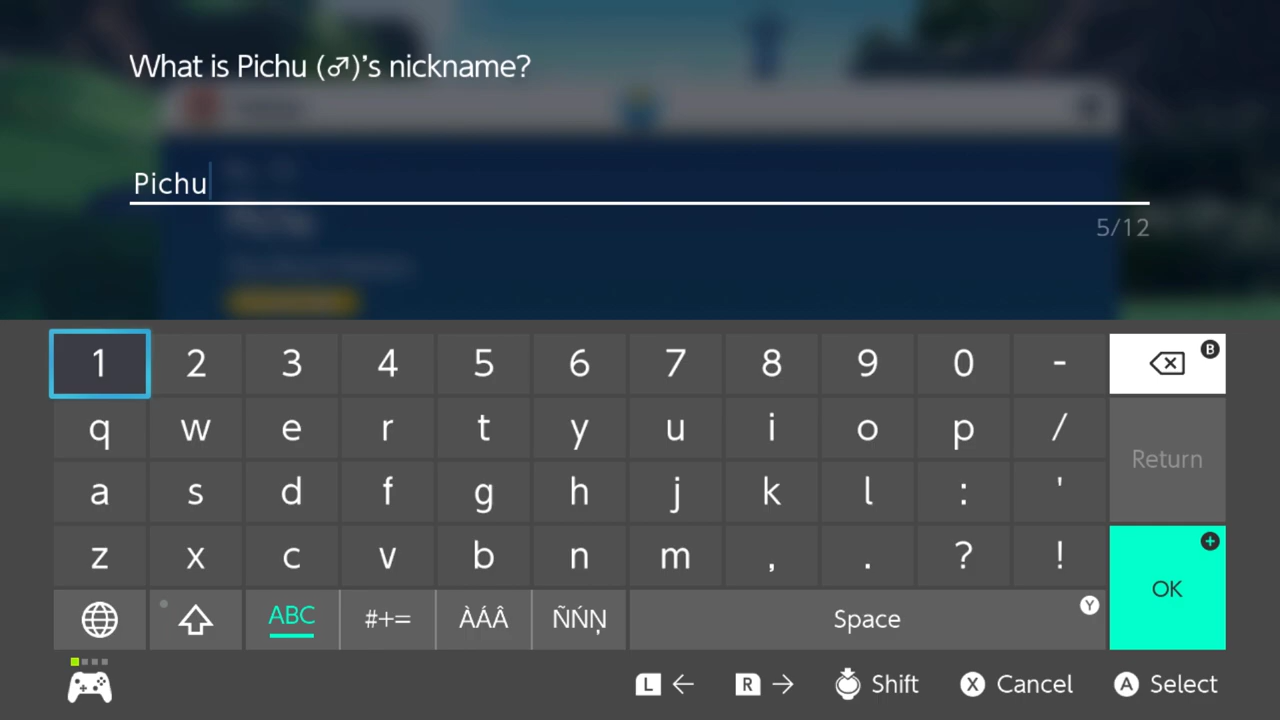 What is Pichu (♂)'s nickname?
Pichu
5/12
1 2 3 4 5 6 7 8 9 0 - B
q w e r t y u i o p /
Return
a s d f g h j k l : '
z x c v b n m , . ? ! +
OK
ABC #+= ÀÁÂ ÑŃŅ Space Y
L ← R → Shift X Cancel A Select